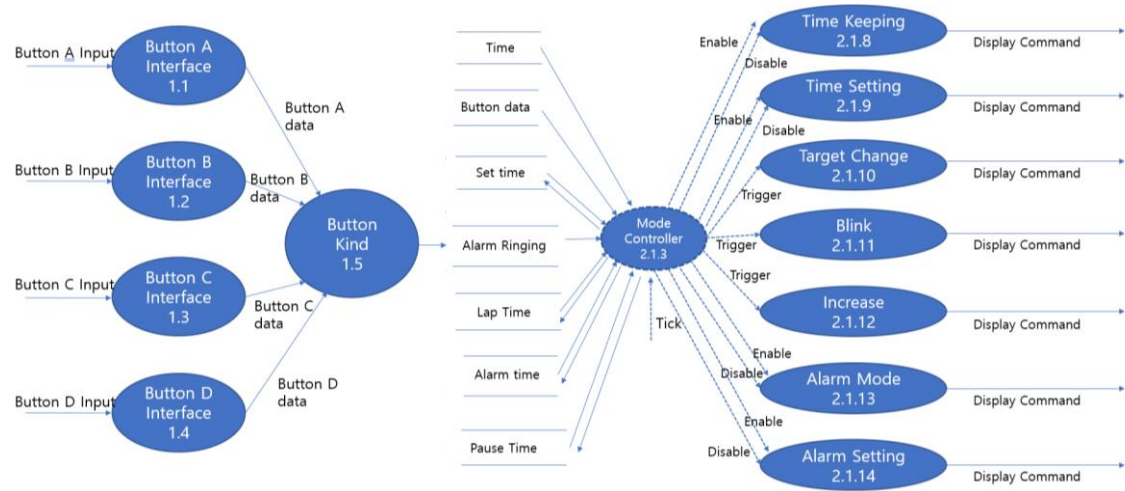 Button A Input
Button A
Interface
1.1
Button A
data
Button B Input
Button B
Interface
1.2
Button B
data
Button C Input
Button C
Interface
1.3
Button C
data
Button D Input
Button D
Interface
1.4
Button D
data
Button
Kind
1.5
Time
Button data
Set time
Alarm Ringing
Lap Time
Alarm time
Pause Time
Mode
Controller
2.1.3
Tick
Enable
Disable
Time Keeping
2.1.8
Display Command
Enable
Disable
Time Setting
2.1.9
Display Command
Trigger
Target Change
2.1.10
Display Command
Trigger
Blink
2.1.11
Display Command
Trigger
Increase
2.1.12
Display Command
Enable
Disable
Alarm Mode
2.1.13
Display Command
Enable
Disable
Alarm Setting
2.1.14
Display Command